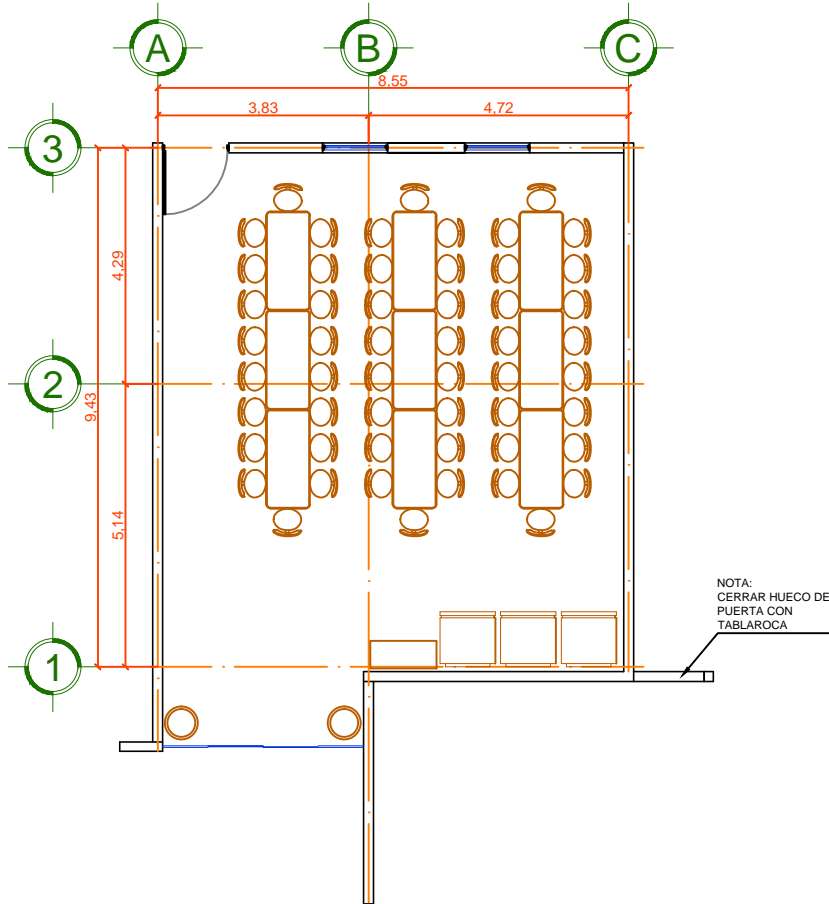 A
B
C
8,55
3,83
4,72
3
4,29
2
9,43
5,14
NOTA:
CERRAR HUECO DE
PUERTA CON
TABLAROCA
1